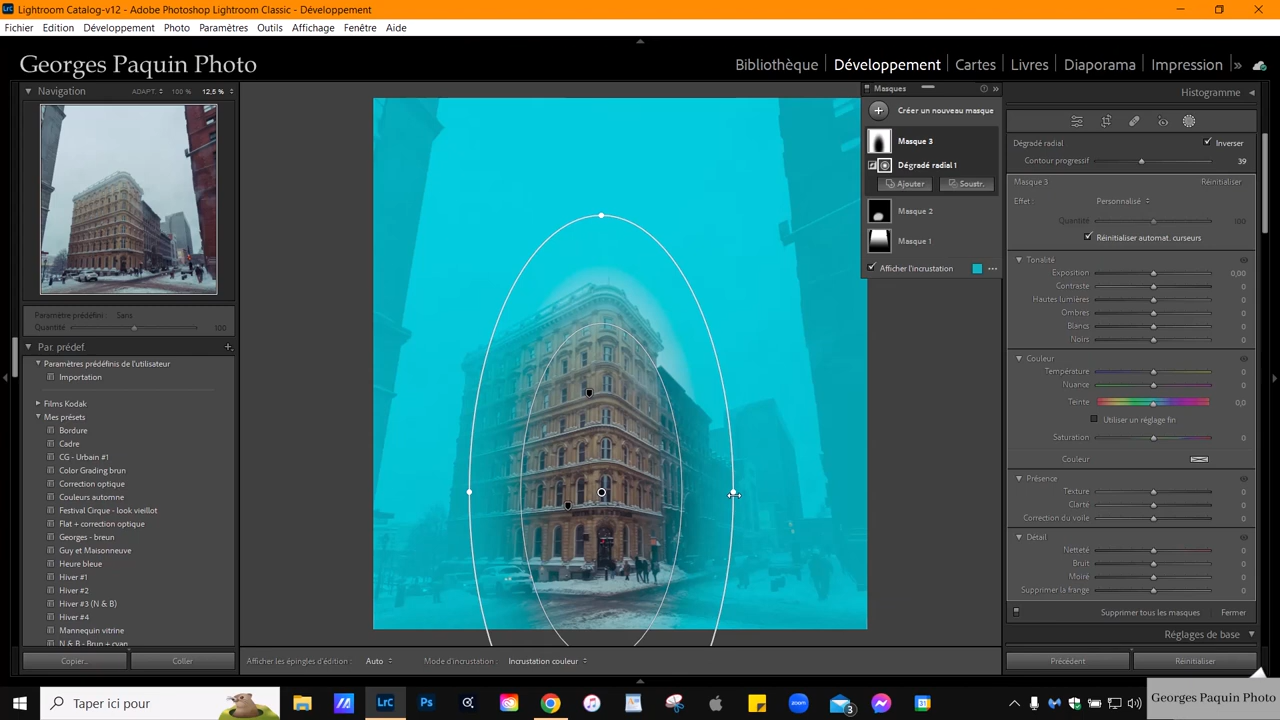 Lightroom Catalog-v12 - Adobe Photoshop Lightroom Classic - Développement
Fichier Edition Développement Photo Paramètres Outils Affichage Fenêtre Aide
Georges Paquin Photo
Bibliothèque Développement Cartes Livres Diaporama Impression »
Navigation ADAPT. 100 % 12,5 %
Paramètre prédéfini : Sans
Quantité 100
Par. prédéf.
Paramètres prédéfinis de l'utilisateur
Importation
Films Kodak
Mes présets
Bordure
Cadre
CG - Urbain #1
Color Grading brun
Correction optique
Couleurs automne
Festival Cirque - look vieillot
Flat + correction optique
Georges - breun
Guy et Maisonneuve
Heure bleue
Hiver #1
Hiver #2
Hiver #3 (N & B)
Hiver #4
Mannequin vitrine
N & B - Brun + cyan
Copier... Coller
Afficher les épingles d'édition : Auto Mode d'incrustation : Incrustation couleur
Masques
Créer un nouveau masque
Masque 3
Dégradé radial 1
Ajouter Soustr.
Masque 2
Masque 1
Afficher l'incrustation
Histogramme
Dégradé radial Inverser
Contour progressif 39
Masque 3 Réinitialiser
Effet : Personnalisé
Quantité 100
Réinitialiser automat. curseurs
Tonalité
Exposition 0,00
Contraste 0
Hautes lumières 0
Ombres 0
Blancs 0
Noirs 0
Couleur
Température 0
Nuance 0
Teinte 0,0
Utiliser un réglage fin
Saturation 0
Couleur
Présence
Texture 0
Clarté 0
Correction du voile 0
Détail
Netteté 0
Bruit 0
Moiré 0
Supprimer la frange 0
Supprimer tous les masques Fermer
Réglages de base
Précédent Réinitialiser
Taper ici pour
LrC Ps 3
Georges Paquin Photo